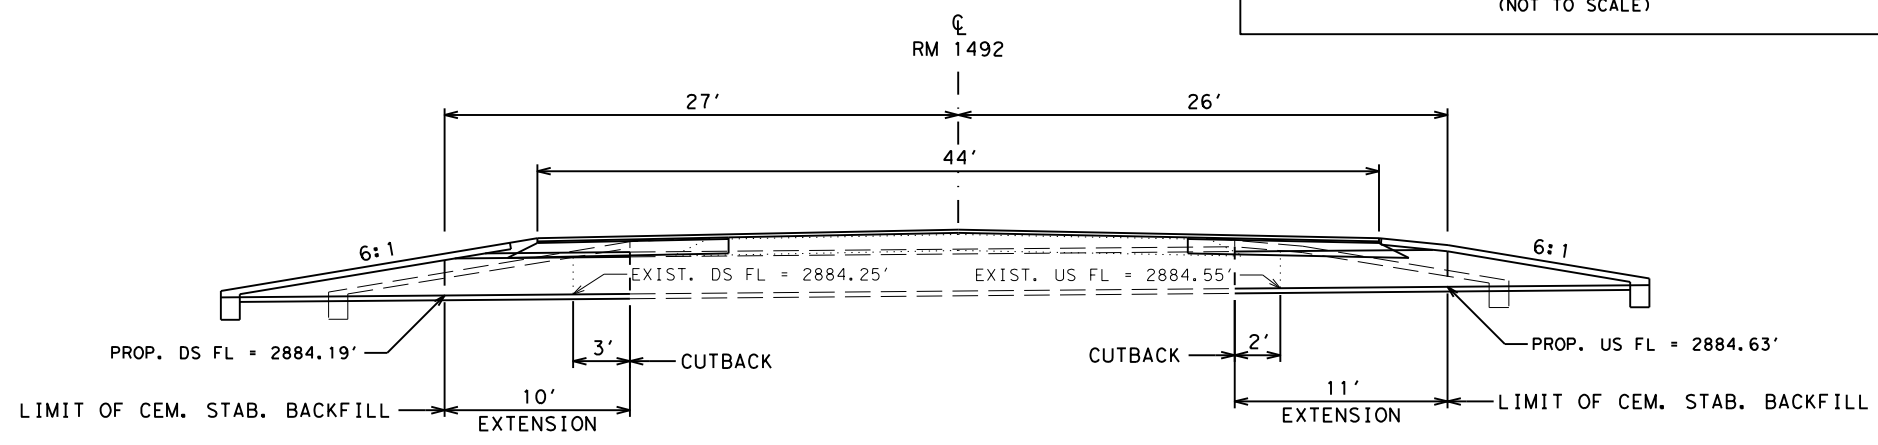 (NOT TO SCALE)
℄
RM 1492
27'
26'
44'
6:1
6:1
EXIST. DS FL = 2884.25'
EXIST. US FL = 2884.55'
PROP. DS FL = 2884.19'
3'
CUTBACK
CUTBACK
2'
PROP. US FL = 2884.63'
LIMIT OF CEM. STAB. BACKFILL
10'
EXTENSION
11'
EXTENSION
LIMIT OF CEM. STAB. BACKFILL